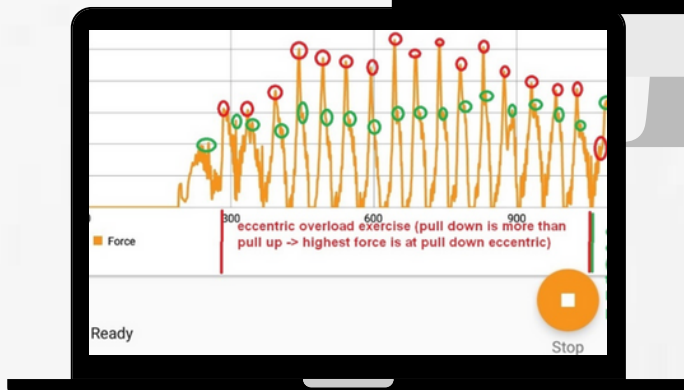 300
600
900
Force
eccentric overload exercise (pull down is more than
pull up -> highest force is at pull down eccentric)
Ready
Stop